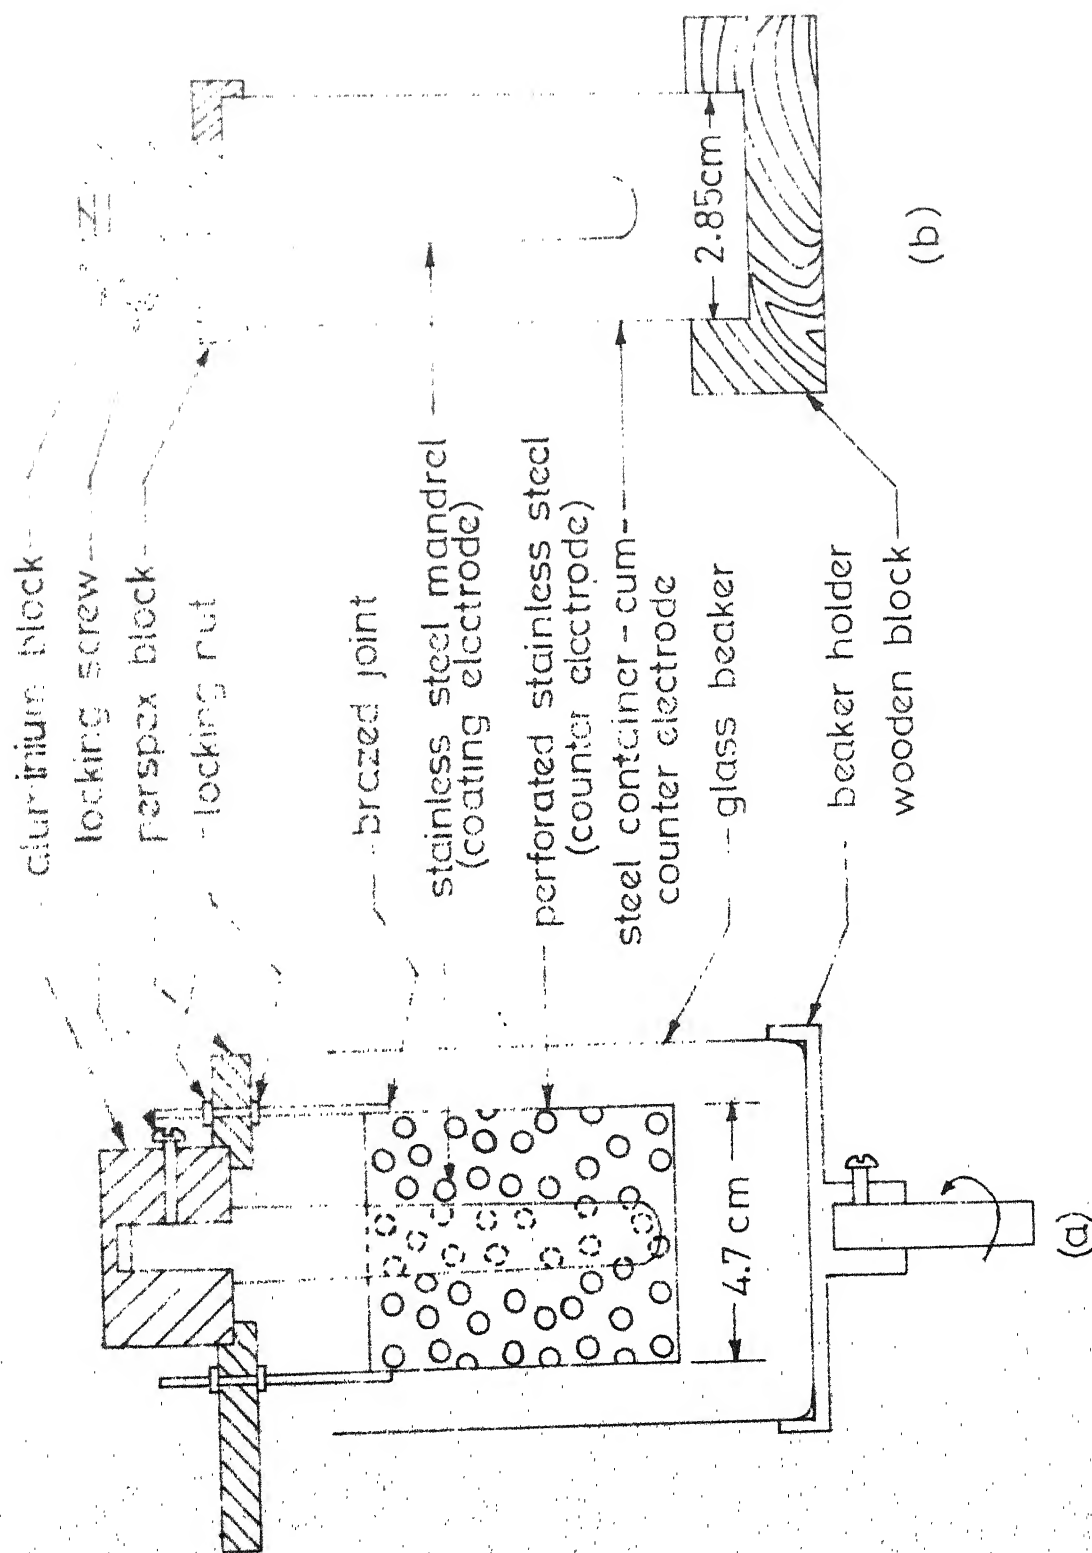 aluminium block
locking screw
perspex block
locking nut
brazed joint
stainless steel mandrel
(coating electrode)
perforated stainless steel
(counter electrode)
steel container-cum-
counter electrode
glass beaker
beaker holder
wooden block
4.7 cm
2.85cm
(a)
(b)